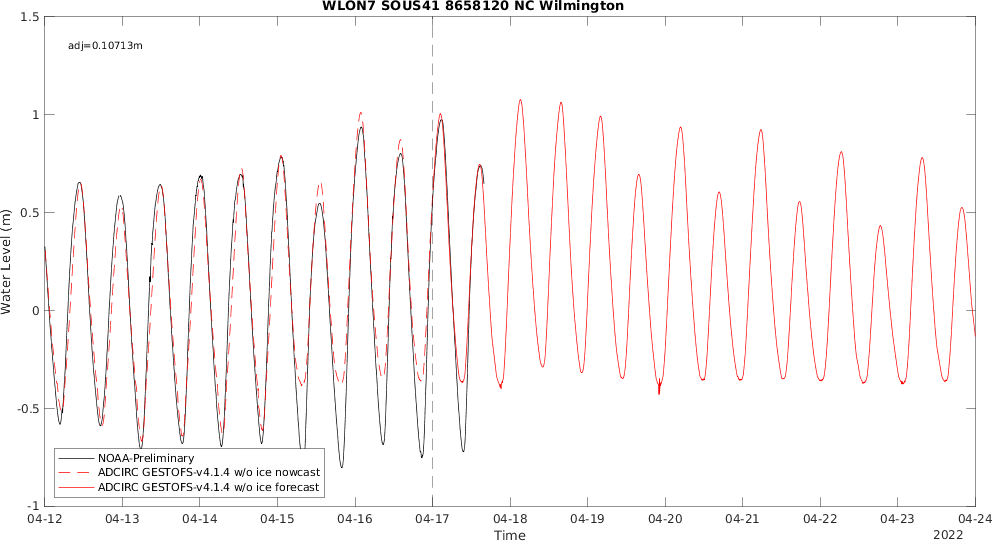 WLON7 SOUS41 8658120 NC Wilmington
1.5
adj=0.10713m
1
0.5
0
-0.5
-1
Water Level (m)
NOAA-Preliminary
ADCIRC GESTOFS-v4.1.4 w/o ice nowcast
ADCIRC GESTOFS-v4.1.4 w/o ice forecast
04-12 04-13 04-14 04-15 04-16 04-17 04-18 04-19 04-20 04-21 04-22 04-23 04-24
Time
2022